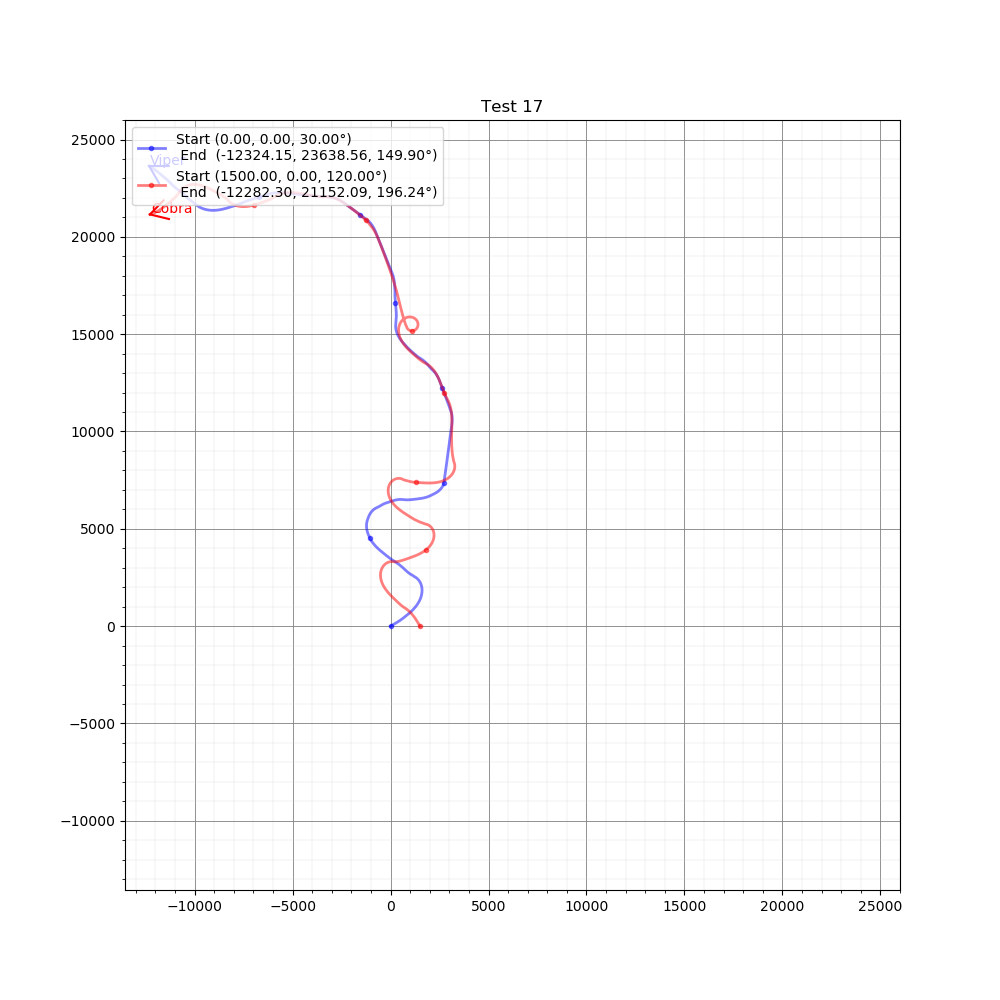 Test 17
Start (0.00, 0.00, 30.00°)
End (-12324.15, 23638.56, 149.90°)
Start (1500.00, 0.00, 120.00°)
End (-12282.30, 21152.09, 196.24°)
Viper
Cobra
25000
20000
15000
10000
5000
0
−5000
−10000
−10000 −5000 0 5000 10000 15000 20000 25000